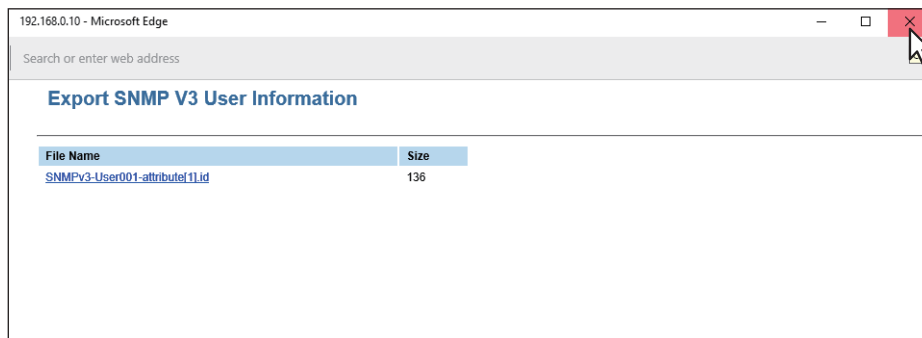 192.168.0.10 - Microsoft Edge
Search or enter web address
Export SNMP V3 User Information
File Name Size
SNMPv3-User001-attribute[1].id 136